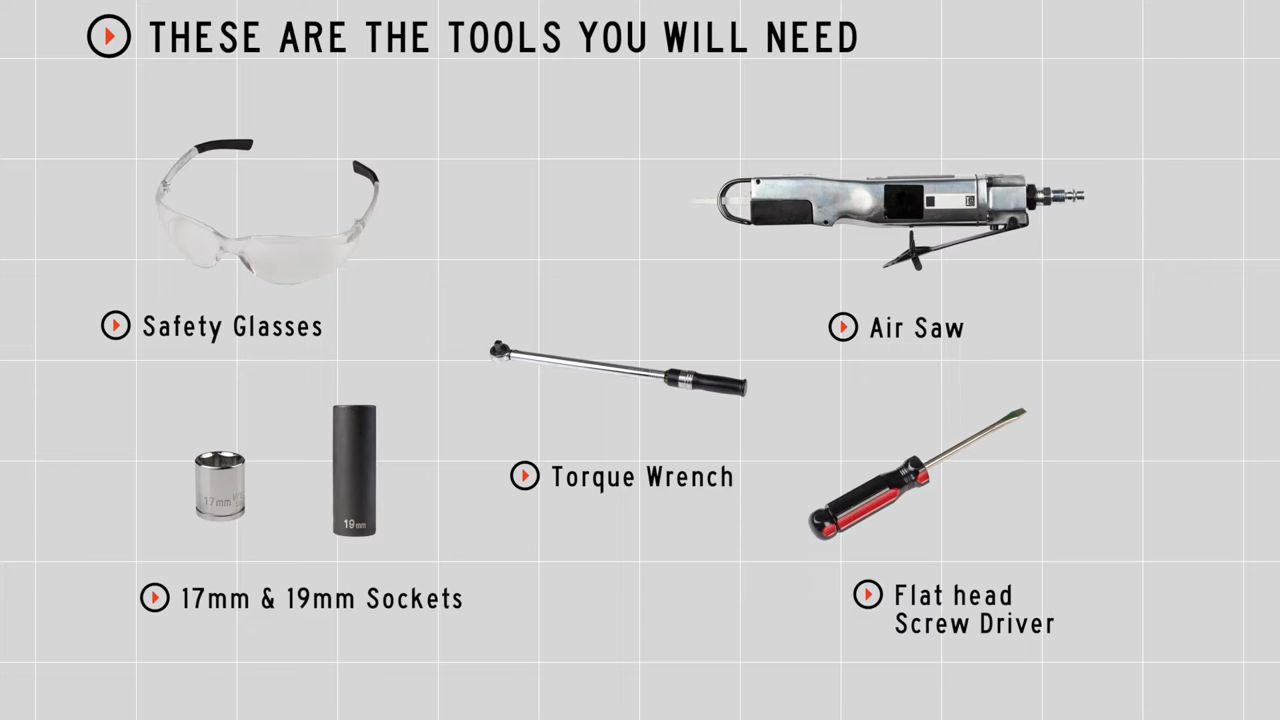 THESE ARE THE TOOLS YOU WILL NEED
Safety Glasses
Air Saw
Torque Wrench
17mm
19mm
17mm & 19mm Sockets
Flat head
Screw Driver